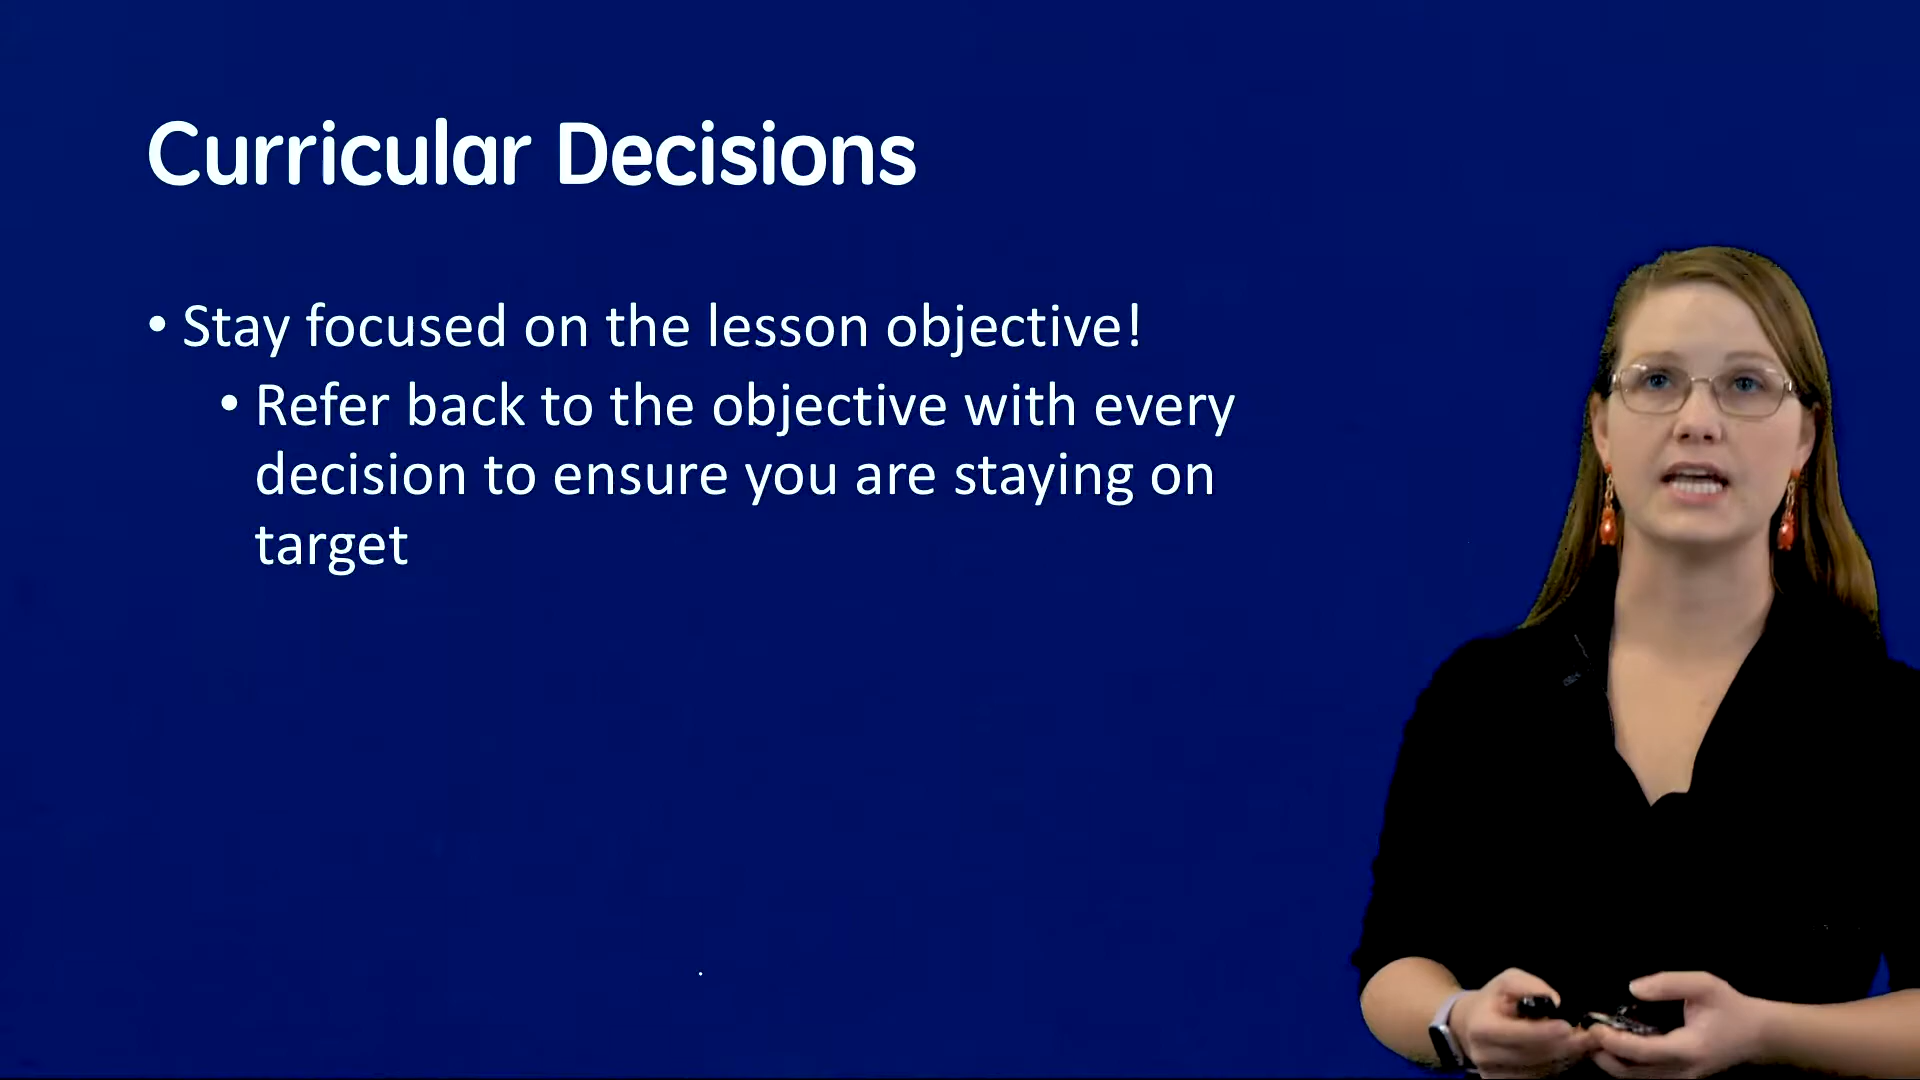 Curricular Decisions
• Stay focused on the lesson objective!
• Refer back to the objective with every
decision to ensure you are staying on
target